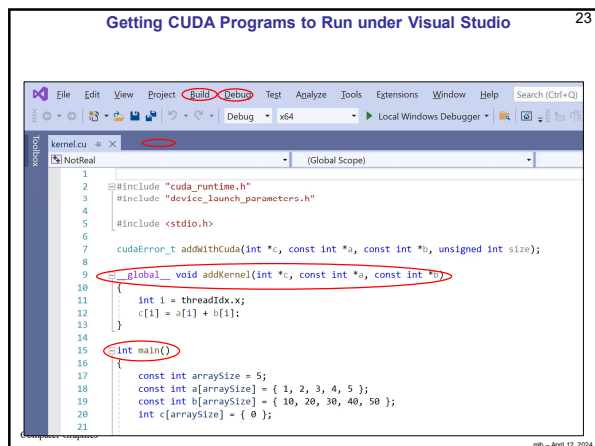 Getting CUDA Programs to Run under Visual Studio
23
File Edit View Project Build Debug Test Analyze Tools Extensions Window Help Search (Ctrl+Q)
Debug x64 Local Windows Debugger
Toolbox
kernel.cu
NotReal (Global Scope)
1
2 #include "cuda_runtime.h"
3 #include "device_launch_parameters.h"
4
5 #include <stdio.h>
6
7 cudaError_t addWithCuda(int *c, const int *a, const int *b, unsigned int size);
8
9 __global__ void addKernel(int *c, const int *a, const int *b)
10 {
11 int i = threadIdx.x;
12 c[i] = a[i] + b[i];
13 }
14
15 int main()
16 {
17 const int arraySize = 5;
18 const int a[arraySize] = { 1, 2, 3, 4, 5 };
19 const int b[arraySize] = { 10, 20, 30, 40, 50 };
20 int c[arraySize] = { 0 };
21
Computer Graphics
mjb – April 12, 2024